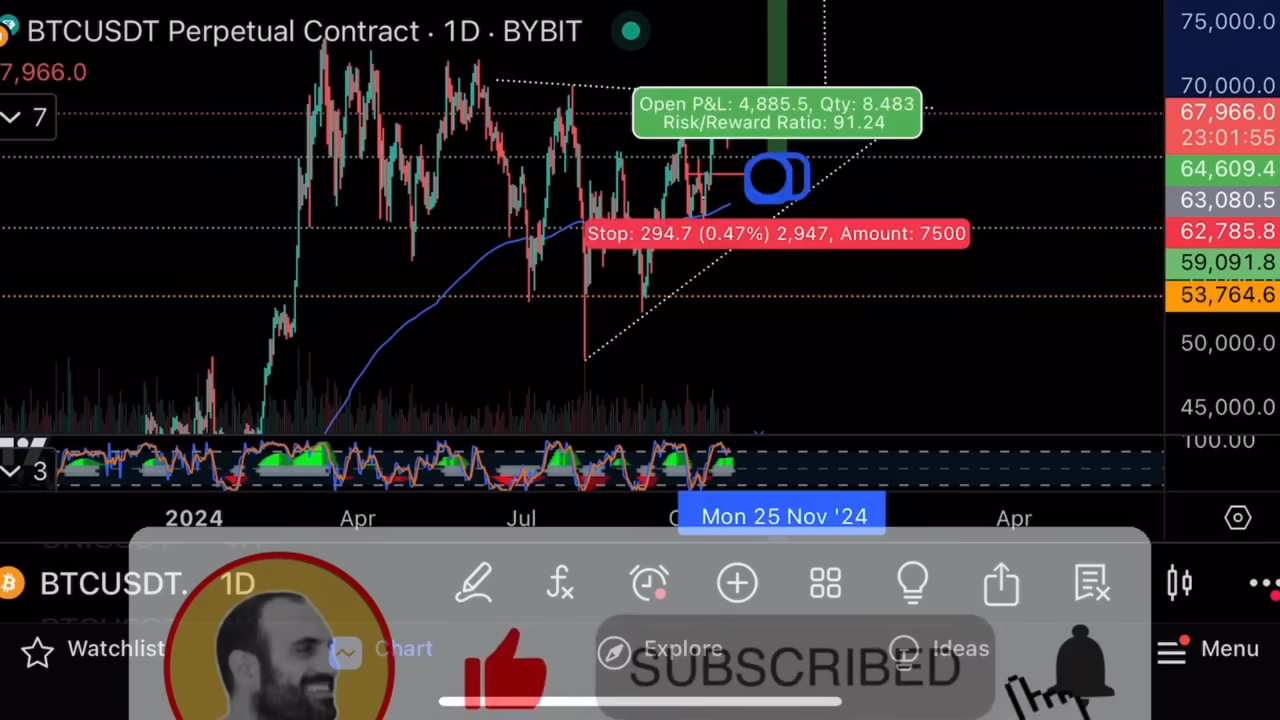 BTCUSDT Perpetual Contract · 1D · BYBIT
7,966.0
7
Open P&L: 4,885.5, Qty: 8.483
Risk/Reward Ratio: 91.24
Stop: 294.7 (0.47%) 2,947, Amount: 7500
75,000.0
70,000.0
67,966.0
23:01:55
64,609.4
63,080.5
62,785.8
59,091.8
53,764.6
50,000.0
45,000.0
100.00
3
2024
Apr
Jul
Mon 25 Nov '24
Apr
BTCUSDT.
1D
Watchlist
Chart
Explore
Ideas
Menu
SUBSCRIBED